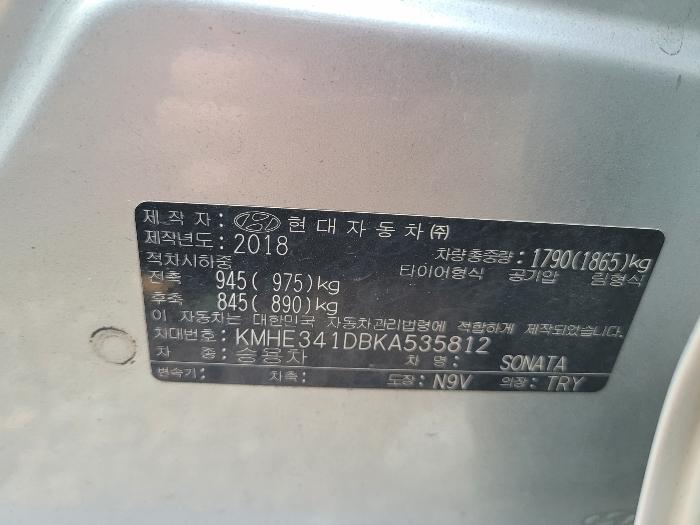 제 작 자: 현 대 자 동 차 ㈜
제작년도: 2018 차량총중량: 1790(1865)kg
적차시하중 타이어형식 공기압 림형식
전축 945( 975)kg
후축 845( 890)kg
이 자동차는 대한민국 자동차관리법령에 적합하게 제작되었습니다.
차대번호: KMHE341DBKA535812
차 종: 승용차 차 명: SONATA
변속기: 차축: 도장: N9V 의장: TRY